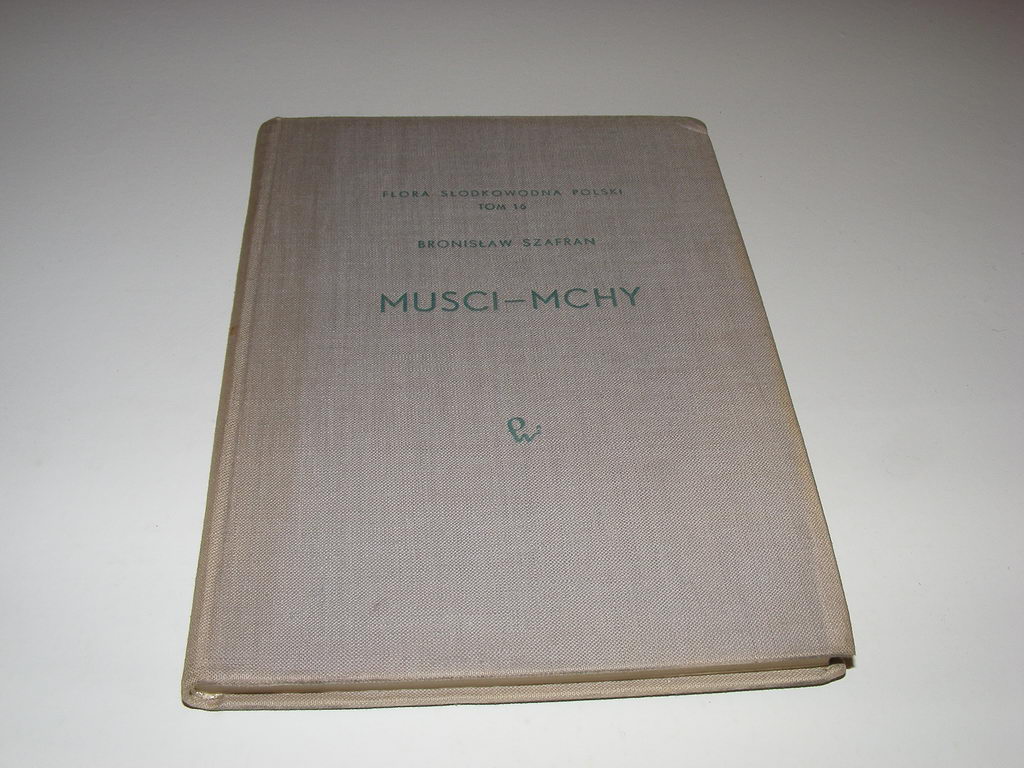 FLORA SŁODKOWODNA POLSKI
TOM 16
BRONISŁAW SZAFRAN
MUSCI–MCHY